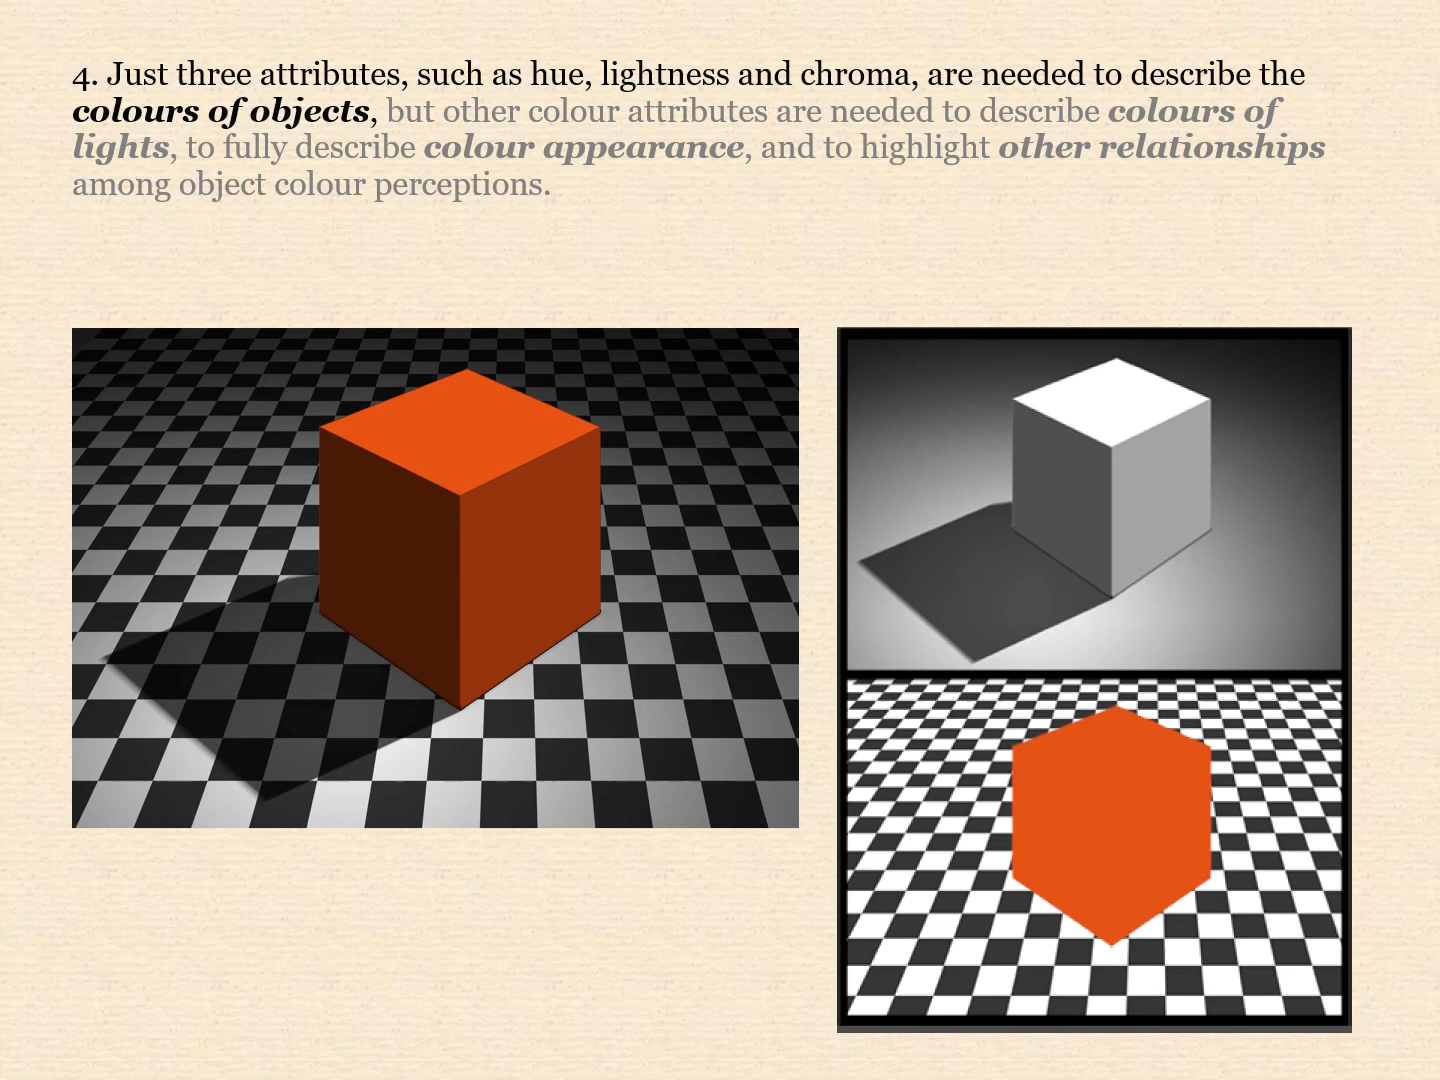 4. Just three attributes, such as hue, lightness and chroma, are needed to describe the
colours of objects, but other colour attributes are needed to describe colours of
lights, to fully describe colour appearance, and to highlight other relationships
among object colour perceptions.